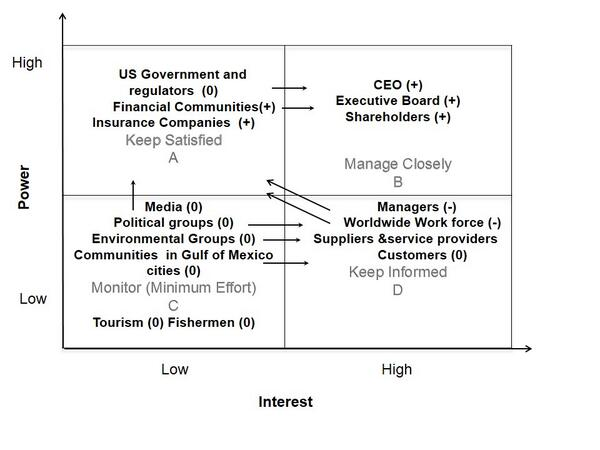 High
US Government and
regulators (0)
Financial Communities(+)
Insurance Companies (+)
Keep Satisfied
A
CEO (+)
Executive Board (+)
Shareholders (+)
Manage Closely
B
Power
Low
Media (0)
Political groups (0)
Environmental Groups (0)
Communities in Gulf of Mexico
cities (0)
Monitor (Minimum Effort)
C
Tourism (0) Fishermen (0)
Managers (-)
Worldwide Work force (-)
Suppliers &service providers
Customers (0)
Keep Informed
D
Low
High
Interest